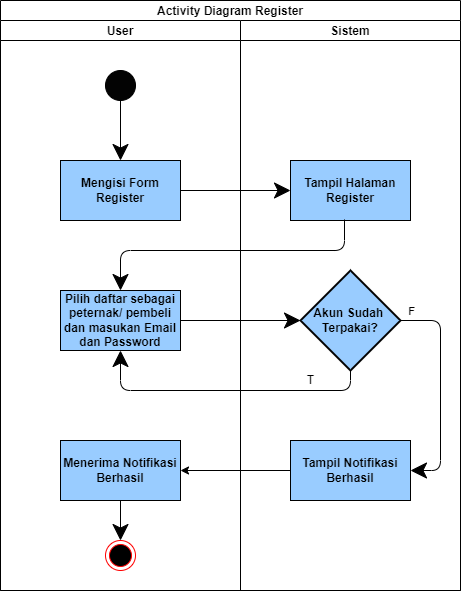 Activity Diagram Register
User
Sistem
Mengisi Form
Register
Tampil Halaman
Register
Pilih daftar sebagai
peternak/ pembeli
dan masukan Email
dan Password
Akun Sudah
Terpakai?
F
T
Menerima Notifikasi
Berhasil
Tampil Notifikasi
Berhasil